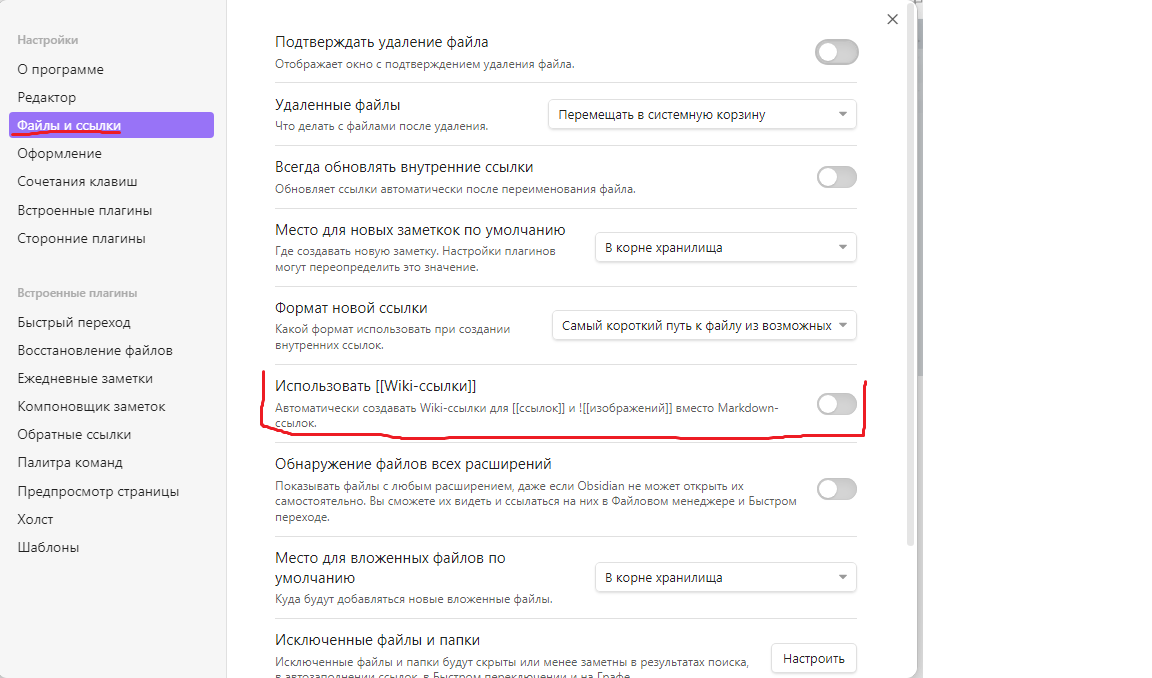 Настройки
О программе
Редактор
Файлы и ссылки
Оформление
Сочетания клавиш
Встроенные плагины
Сторонние плагины
Встроенные плагины
Быстрый переход
Восстановление файлов
Ежедневные заметки
Компоновщик заметок
Обратные ссылки
Палитра команд
Предпросмотр страницы
Холст
Шаблоны
Подтверждать удаление файла
Отображает окно с подтверждением удаления файла.
Удаленные файлы
Что делать с файлами после удаления.
Перемещать в системную корзину
Всегда обновлять внутренние ссылки
Обновляет ссылки автоматически после переименования файла.
Место для новых заметкок по умолчанию
Где создавать новую заметку. Настройки плагинов
могут переопределить это значение.
В корне хранилища
Формат новой ссылки
Какой формат использовать при создании
внутренних ссылок.
Самый короткий путь к файлу из возможных
Использовать [[Wiki-ссылки]]
Автоматически создавать Wiki-ссылки для [[ссылок]] и ![[изображений]] вместо Markdown-
ссылок.
Обнаружение файлов всех расширений
Показывать файлы с любым расширением, даже если Obsidian не может открыть их
самостоятельно. Вы сможете их видеть и ссылаться на них в Файловом менеджере и Быстром
переходе.
Место для вложенных файлов по
умолчанию
Куда будут добавляться новые вложенные файлы.
В корне хранилища
Исключенные файлы и папки
Исключенные файлы и папки будут скрыты или менее заметны в результатах поиска,
в автозаполнении ссылок, в Быстром переключении и на Графе.
Настроить